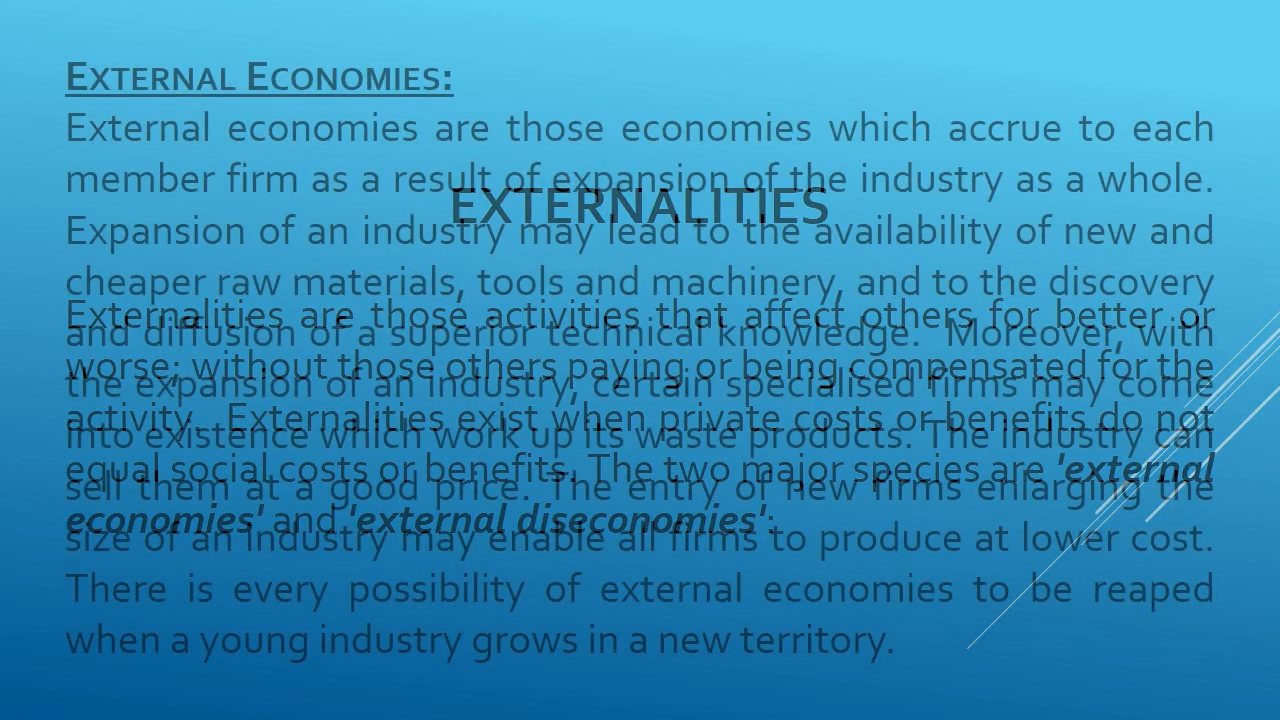 EXTERNAL ECONOMIES:
External economies are those economies which accrue to each
member firm as a result of expansion of the industry as a whole.
Expansion of an industry may lead to the availability of new and
cheaper raw materials, tools and machinery, and to the discovery
and diffusion of a superior technical knowledge. Moreover, with
the expansion of an industry, certain specialised firms may come
into existence which work up its waste products. The industry can
sell them at a good price. The entry of new firms enlarging the
size of an industry may enable all firms to produce at lower cost.
There is every possibility of external economies to be reaped
when a young industry grows in a new territory.
EXTERNALITIES
Externalities are those activities that affect others for better or
worse; without those others paying or being compensated for the
activity. Externalities exist when private costs or benefits do not
equal social costs or benefits. The two major species are 'external
economies' and 'external diseconomies':